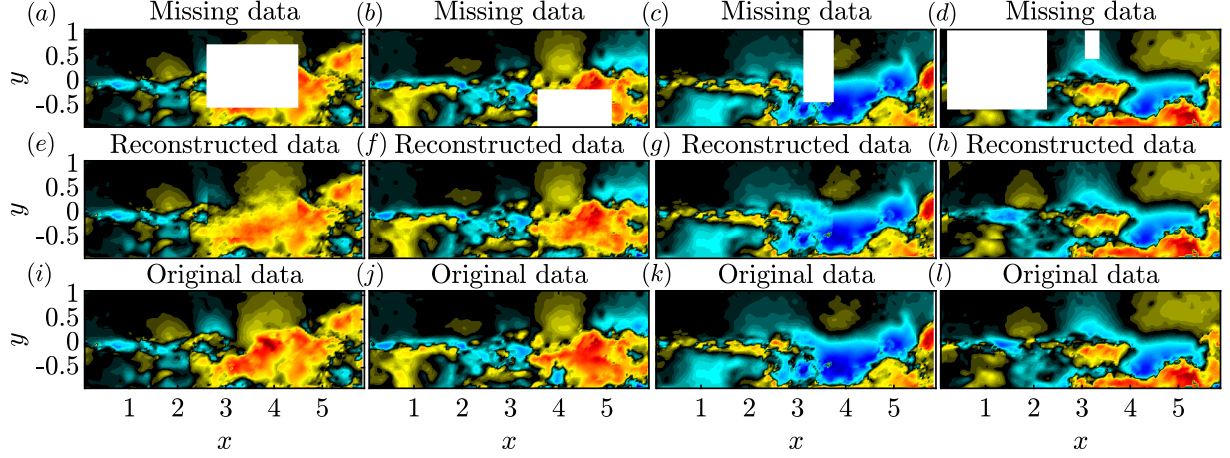 (a) Missing data (b) Missing data (c) Missing data (d) Missing data
1
0.5
0
-0.5
y
(e) Reconstructed data (f) Reconstructed data (g) Reconstructed data (h) Reconstructed data
1
0.5
0
-0.5
y
(i) Original data (j) Original data (k) Original data (l) Original data
1
0.5
0
-0.5
y
1 2 3 4 5 1 2 3 4 5 1 2 3 4 5 1 2 3 4 5
x x x x